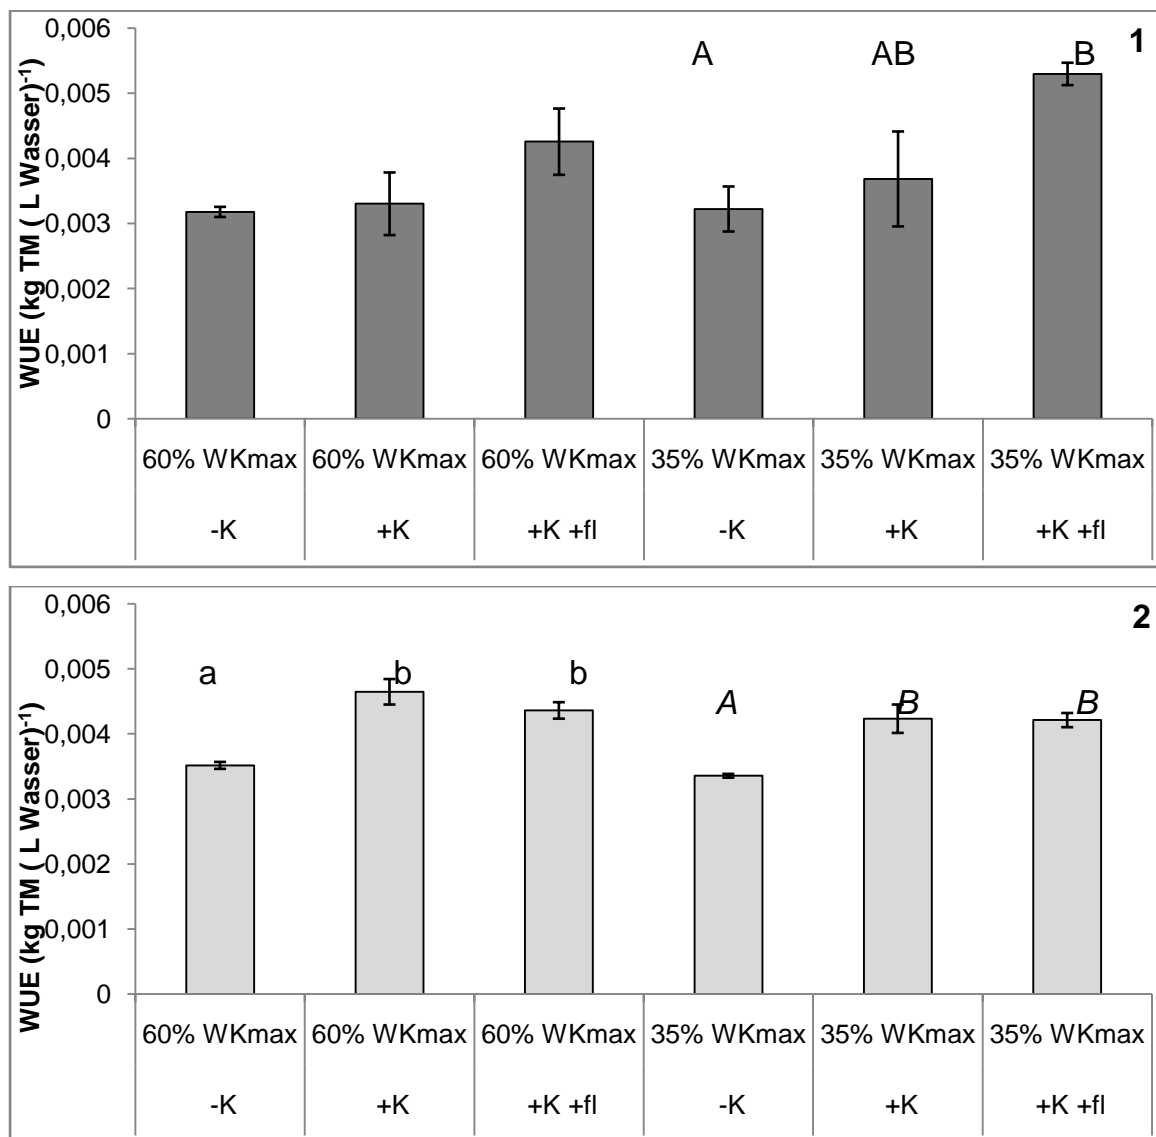 1
WUE (kg TM ( L Wasser)-1)
0,006
0,005
0,004
0,003
0,002
0,001
0
A AB B
60% WKmax 60% WKmax 60% WKmax 35% WKmax 35% WKmax 35% WKmax
-K +K +K +fl -K +K +K +fl
2
WUE (kg TM ( L Wasser)-1)
0,006
0,005
0,004
0,003
0,002
0,001
0
a b b A B B
60% WKmax 60% WKmax 60% WKmax 35% WKmax 35% WKmax 35% WKmax
-K +K +K +fl -K +K +K +fl